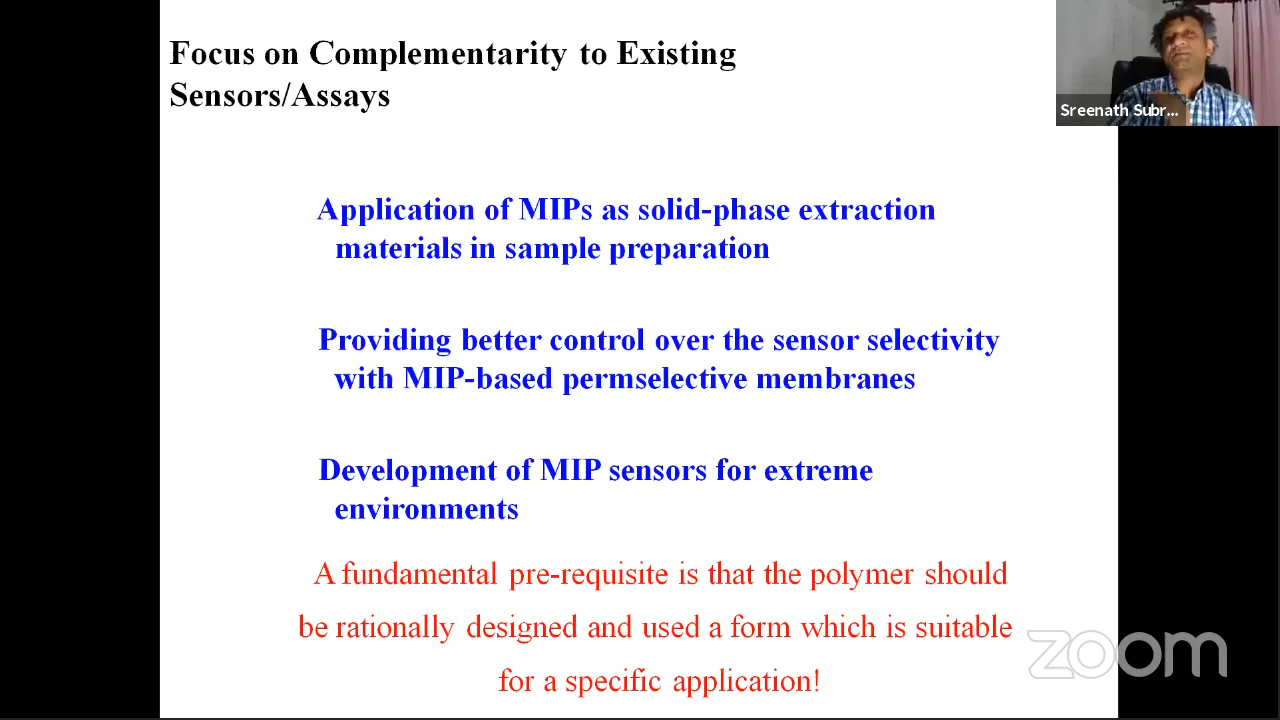 Focus on Complementarity to Existing
Sensors/Assays
Sreenath Subr...
Application of MIPs as solid-phase extraction
materials in sample preparation
Providing better control over the sensor selectivity
with MIP-based permselective membranes
Development of MIP sensors for extreme
environments
A fundamental pre-requisite is that the polymer should
be rationally designed and used a form which is suitable
for a specific application!
zoom